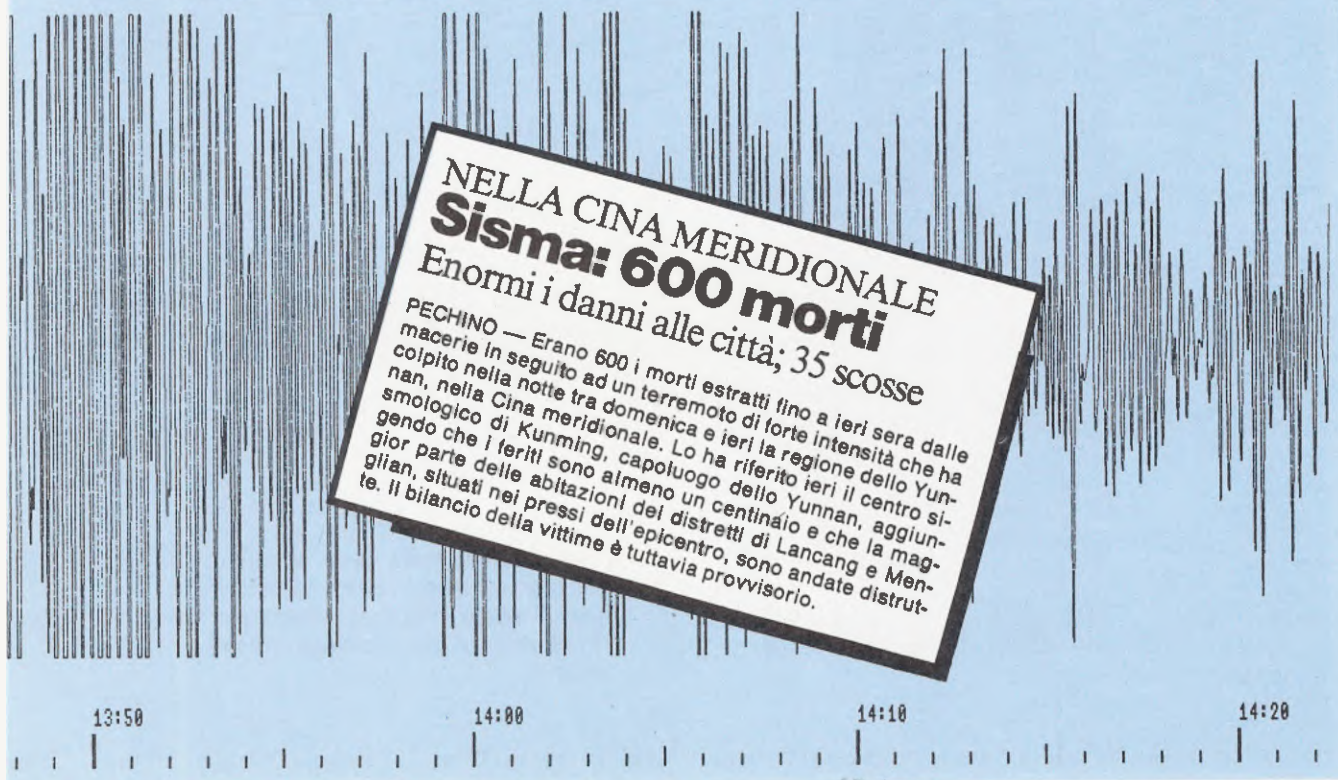 NELLA CINA MERIDIONALE
Sisma: 600 morti
Enormi i danni alle città; 35 scosse
PECHINO — Erano 600 i morti estratti fino a ieri sera dalle
macerie in seguito ad un terremoto di forte intensità che ha
colpito nella notte tra domenica e ieri la regione dello Yun-
nan, nella Cina meridionale. Lo ha riferito ieri il centro si-
smologico di Kunming, capoluogo dello Yunnan, aggiun-
gendo che i feriti sono almeno un centinaio e che la mag-
gior parte delle abitazioni dei distretti di Lancang e Men-
glian, situati nei pressi dell'epicentro, sono andate distrut-
te. Il bilancio della vittime è tuttavia provvisorio.
13:50 14:00 14:10 14:20